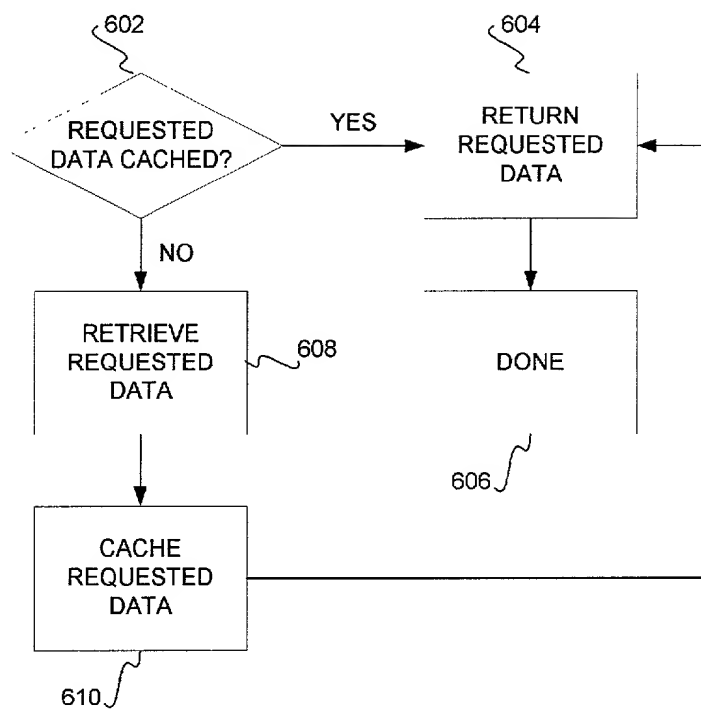 602
REQUESTED
DATA CACHED?
YES
604
RETURN
REQUESTED
DATA
NO
RETRIEVE
REQUESTED
DATA
608
DONE
606
CACHE
REQUESTED
DATA
610